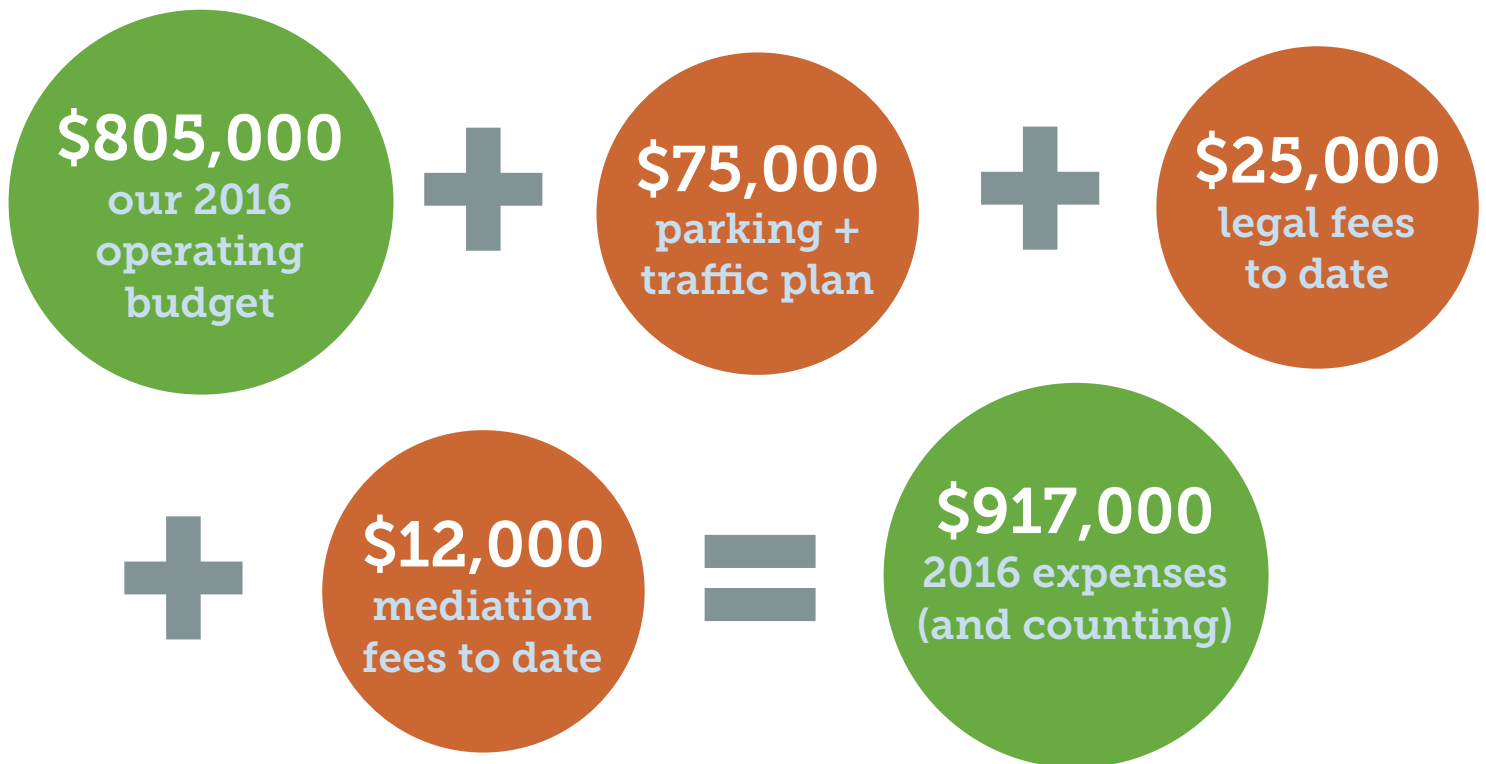 $805,000
our 2016
operating
budget
+
$75,000
parking +
traffic plan
+
$25,000
legal fees
to date
+
$12,000
mediation
fees to date
=
$917,000
2016 expenses
(and counting)